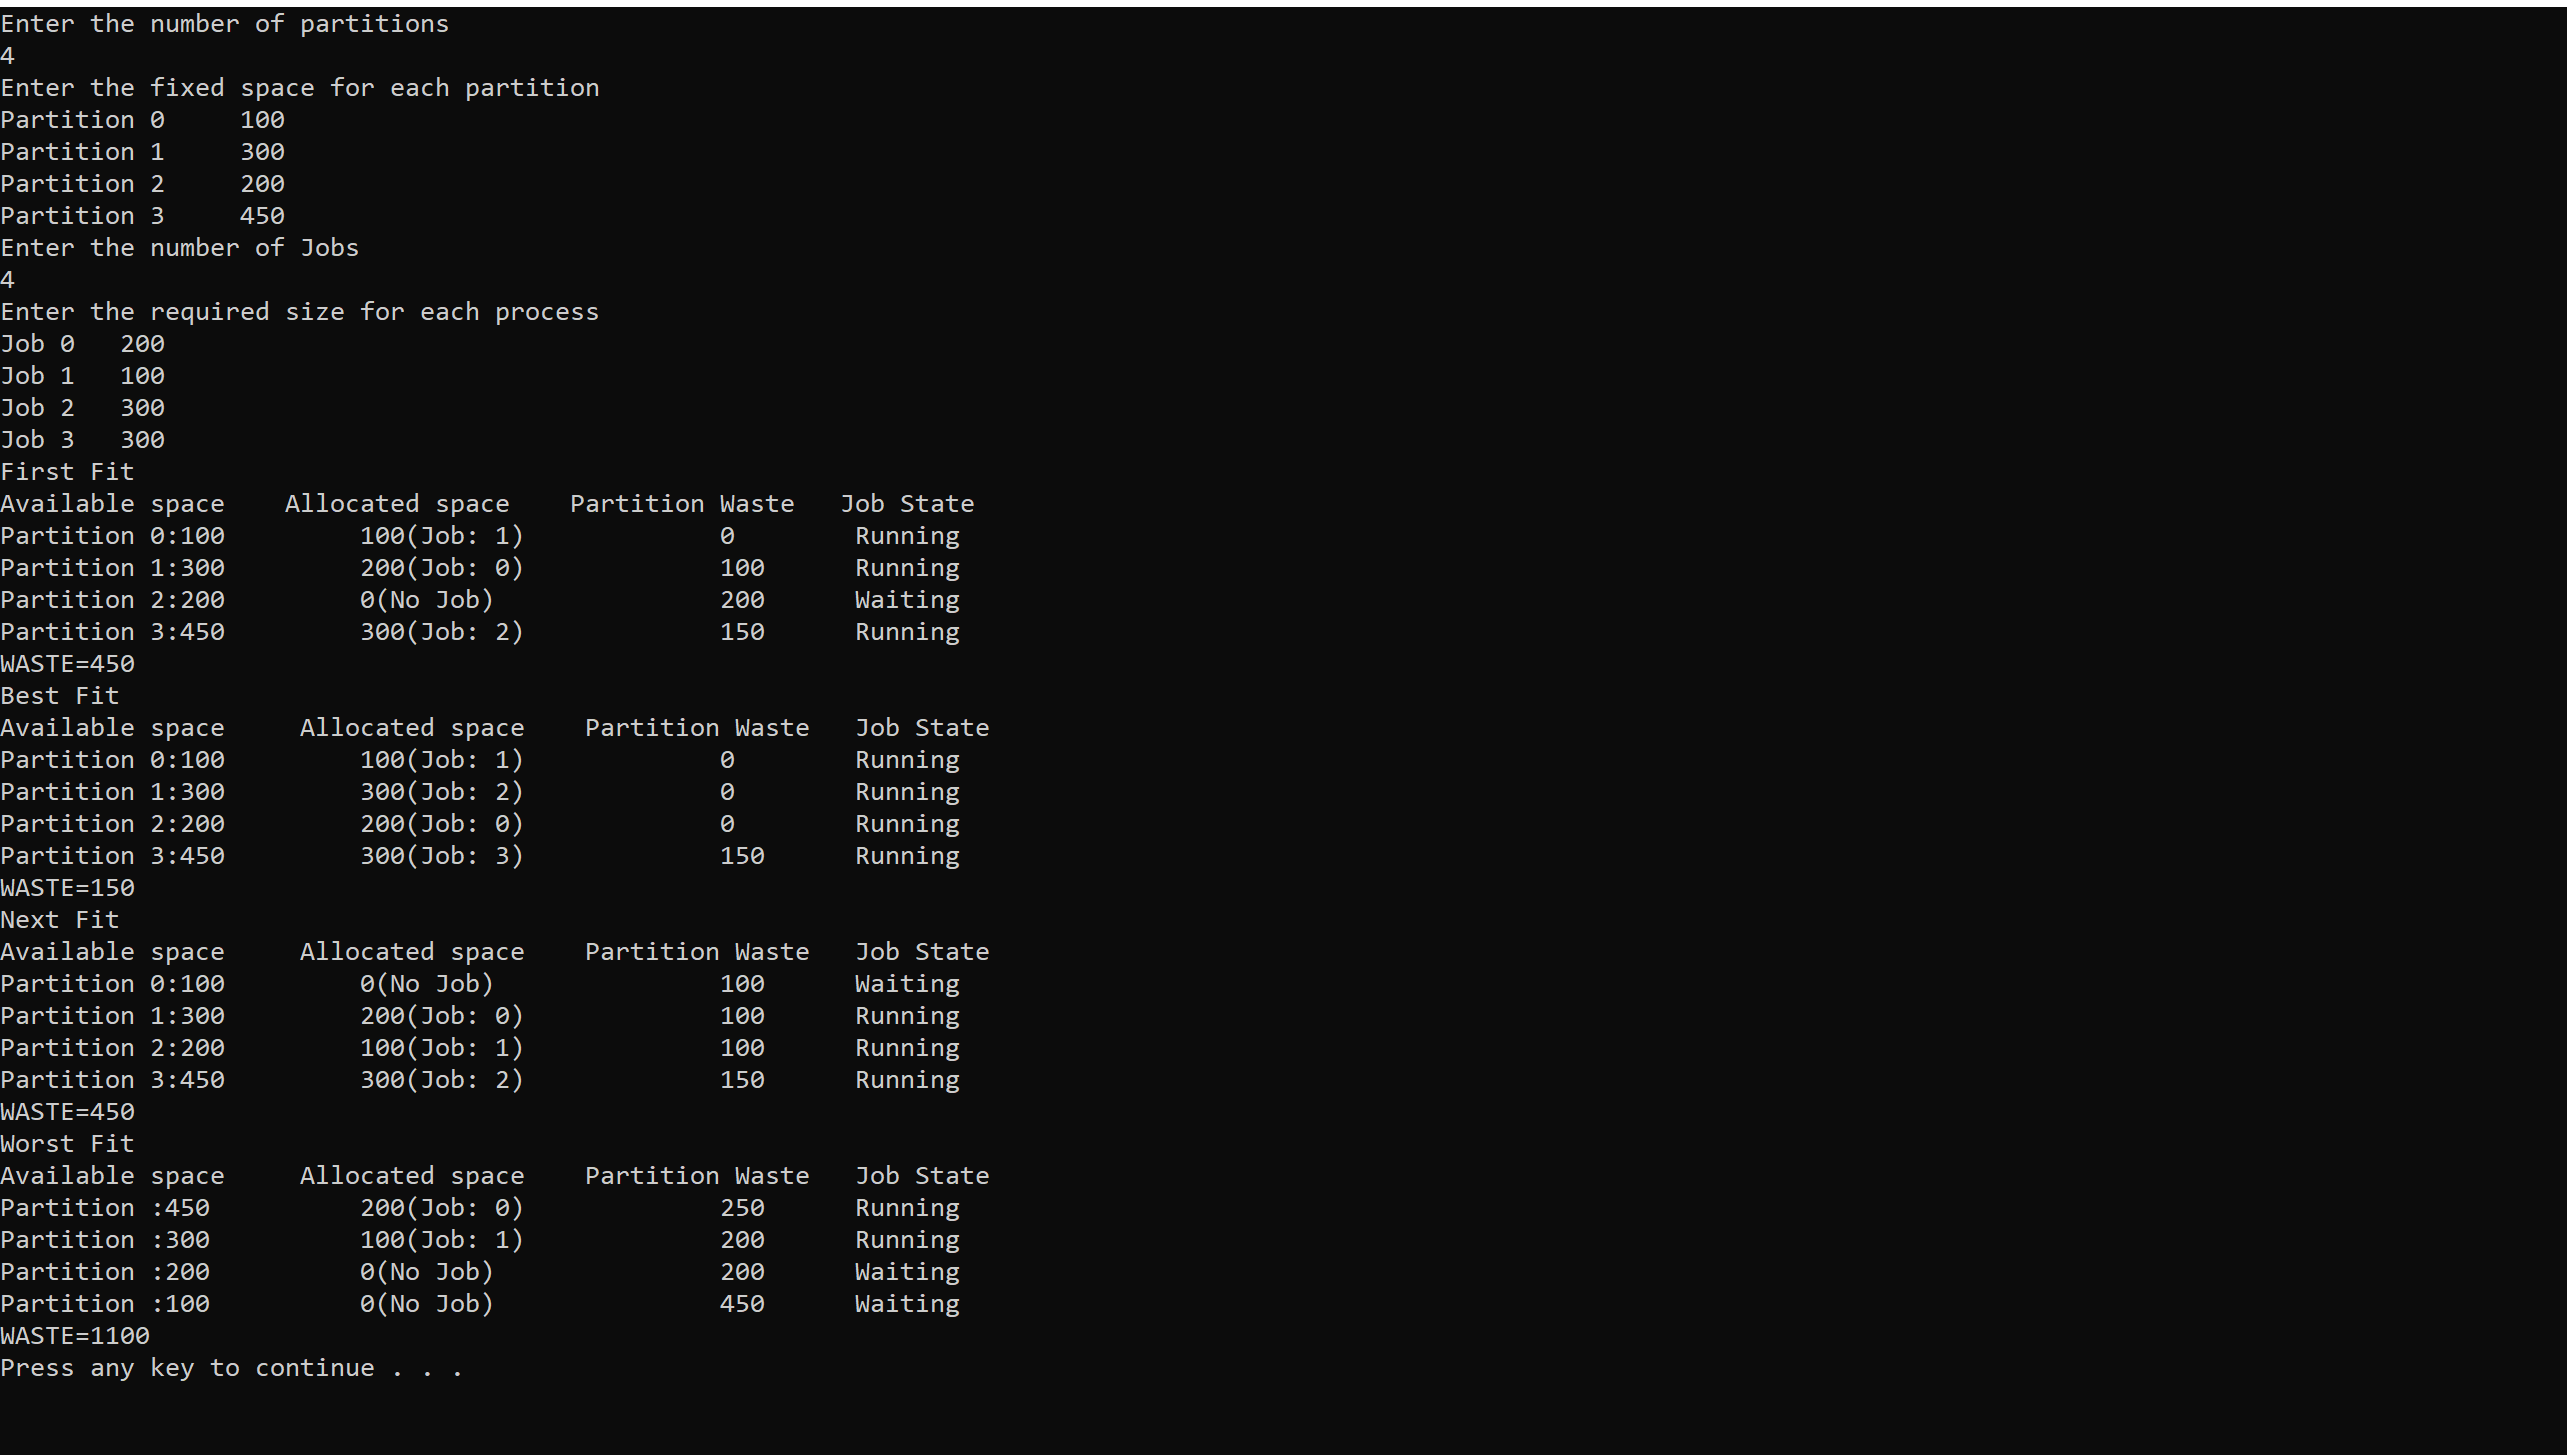 Enter the number of partitions
4
Enter the fixed space for each partition
Partition 0     100
Partition 1     300
Partition 2     200
Partition 3     450
Enter the number of Jobs
4
Enter the required size for each process
Job 0   200
Job 1   100
Job 2   300
Job 3   300
First Fit
Available space    Allocated space    Partition Waste   Job State
Partition 0:100         100(Job: 1)             0        Running
Partition 1:300         200(Job: 0)             100      Running
Partition 2:200         0(No Job)               200      Waiting
Partition 3:450         300(Job: 2)             150      Running
WASTE=450
Best Fit
Available space     Allocated space    Partition Waste   Job State
Partition 0:100         100(Job: 1)             0        Running
Partition 1:300         300(Job: 2)             0        Running
Partition 2:200         200(Job: 0)             0        Running
Partition 3:450         300(Job: 3)             150      Running
WASTE=150
Next Fit
Available space     Allocated space    Partition Waste   Job State
Partition 0:100         0(No Job)               100      Waiting
Partition 1:300         200(Job: 0)             100      Running
Partition 2:200         100(Job: 1)             100      Running
Partition 3:450         300(Job: 2)             150      Running
WASTE=450
Worst Fit
Available space     Allocated space    Partition Waste   Job State
Partition :450          200(Job: 0)             250      Running
Partition :300          100(Job: 1)             200      Running
Partition :200          0(No Job)               200      Waiting
Partition :100          0(No Job)               450      Waiting
WASTE=1100
Press any key to continue . . .